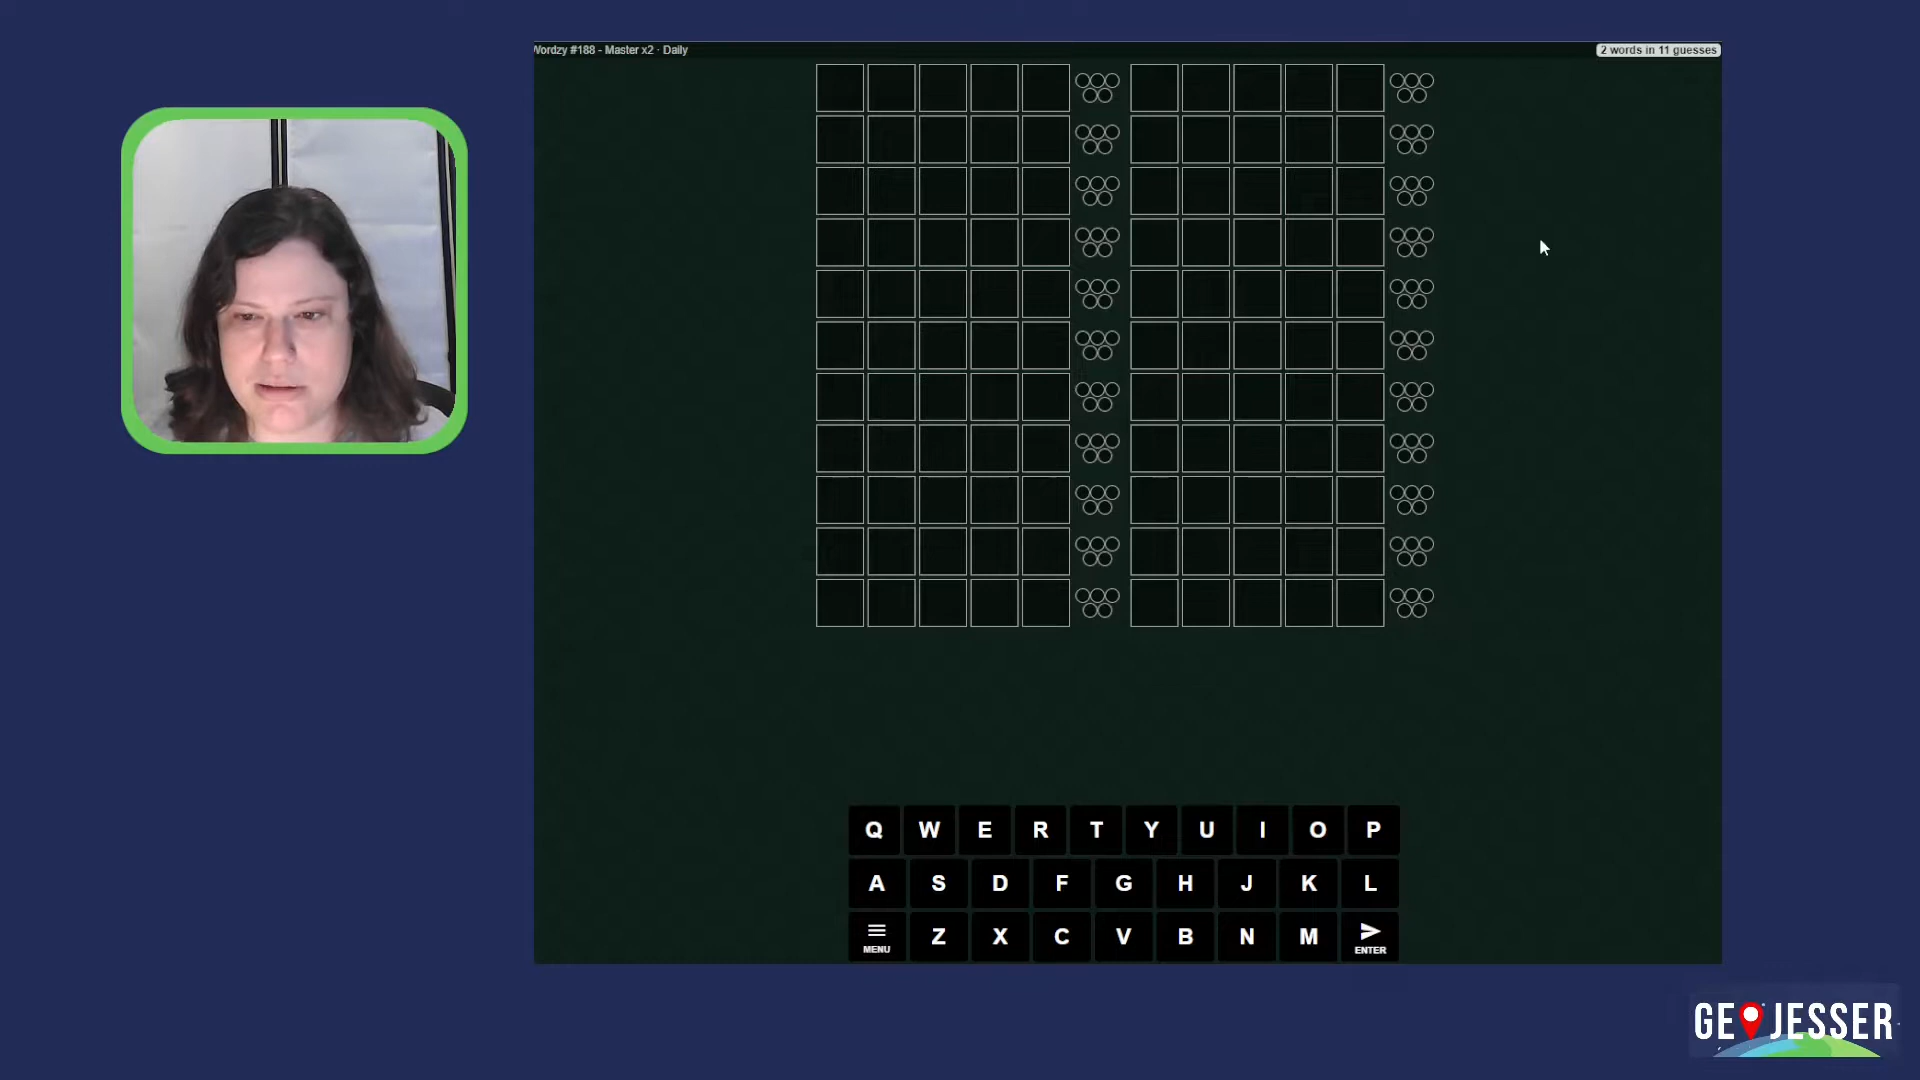 Wordzy #188 - Master x2 - Daily
2 words in 11 guesses
Q W E R T Y U I O P
A S D F G H J K L
MENU Z X C V B N M ENTER
GEOJESSER